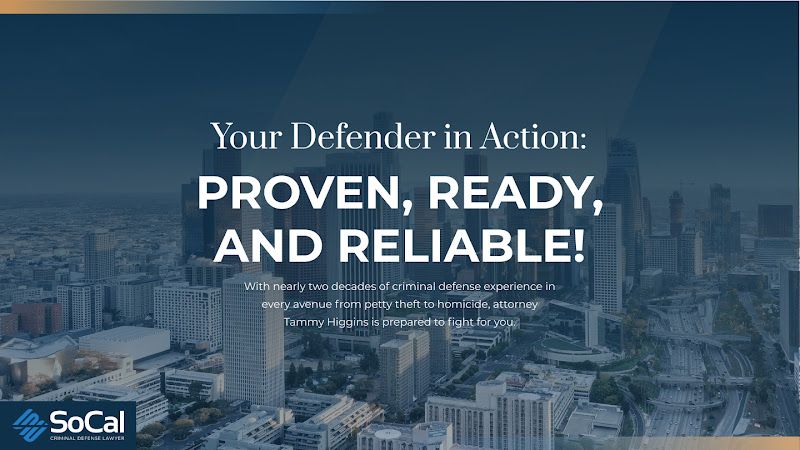 Your Defender in Action:
PROVEN, READY,
AND RELIABLE!
With nearly two decades of criminal defense experience in
every avenue from petty theft to homicide, attorney
Tammy Higgins is prepared to fight for you.
SoCal
CRIMINAL DEFENSE LAWYER